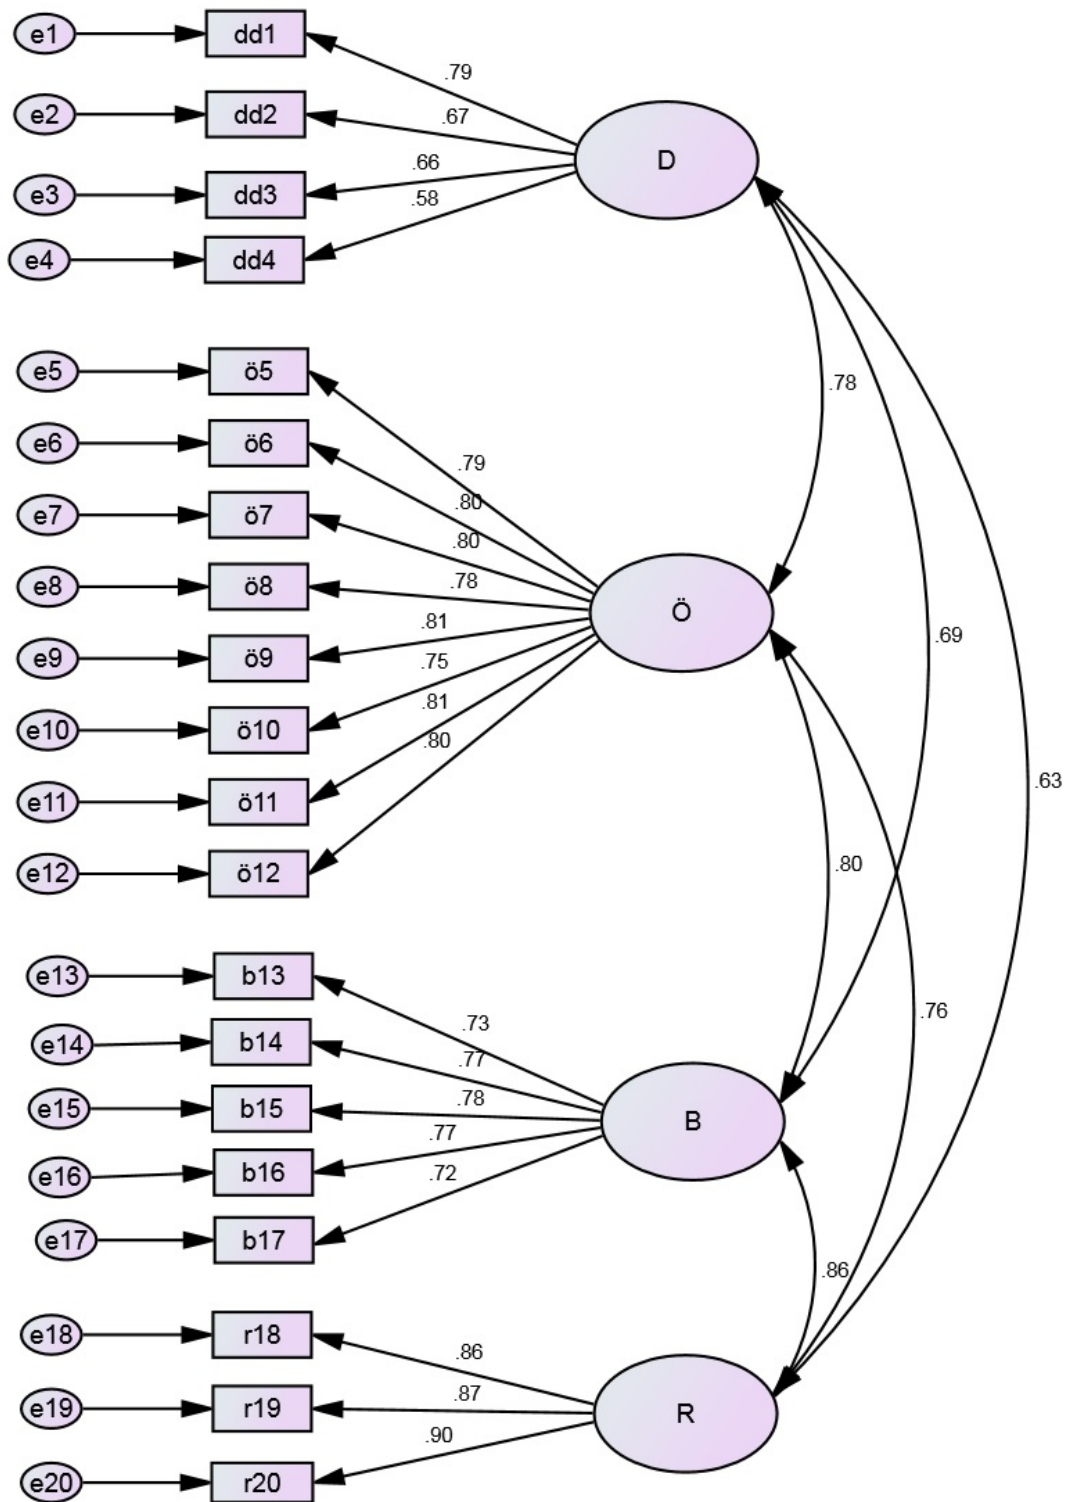 e1 dd1
.79
e2 dd2 .67
D
e3 dd3 .66
e4 dd4 .58
e5 ö5
.78
e6 ö6 .79
e7 ö7 .80
e8 ö8 .80
.78
Ö
e9 ö9 .81
.69
e10 ö10 .75
e11 ö11 .81
.80
.63
e12 ö12
.80
e13 b13
.76
e14 b14 .73
.77
e15 b15 .78
B
e16 b16 .77
e17 b17 .72
.86
e18 r18 .86
e19 r19 .87
R
e20 r20 .90